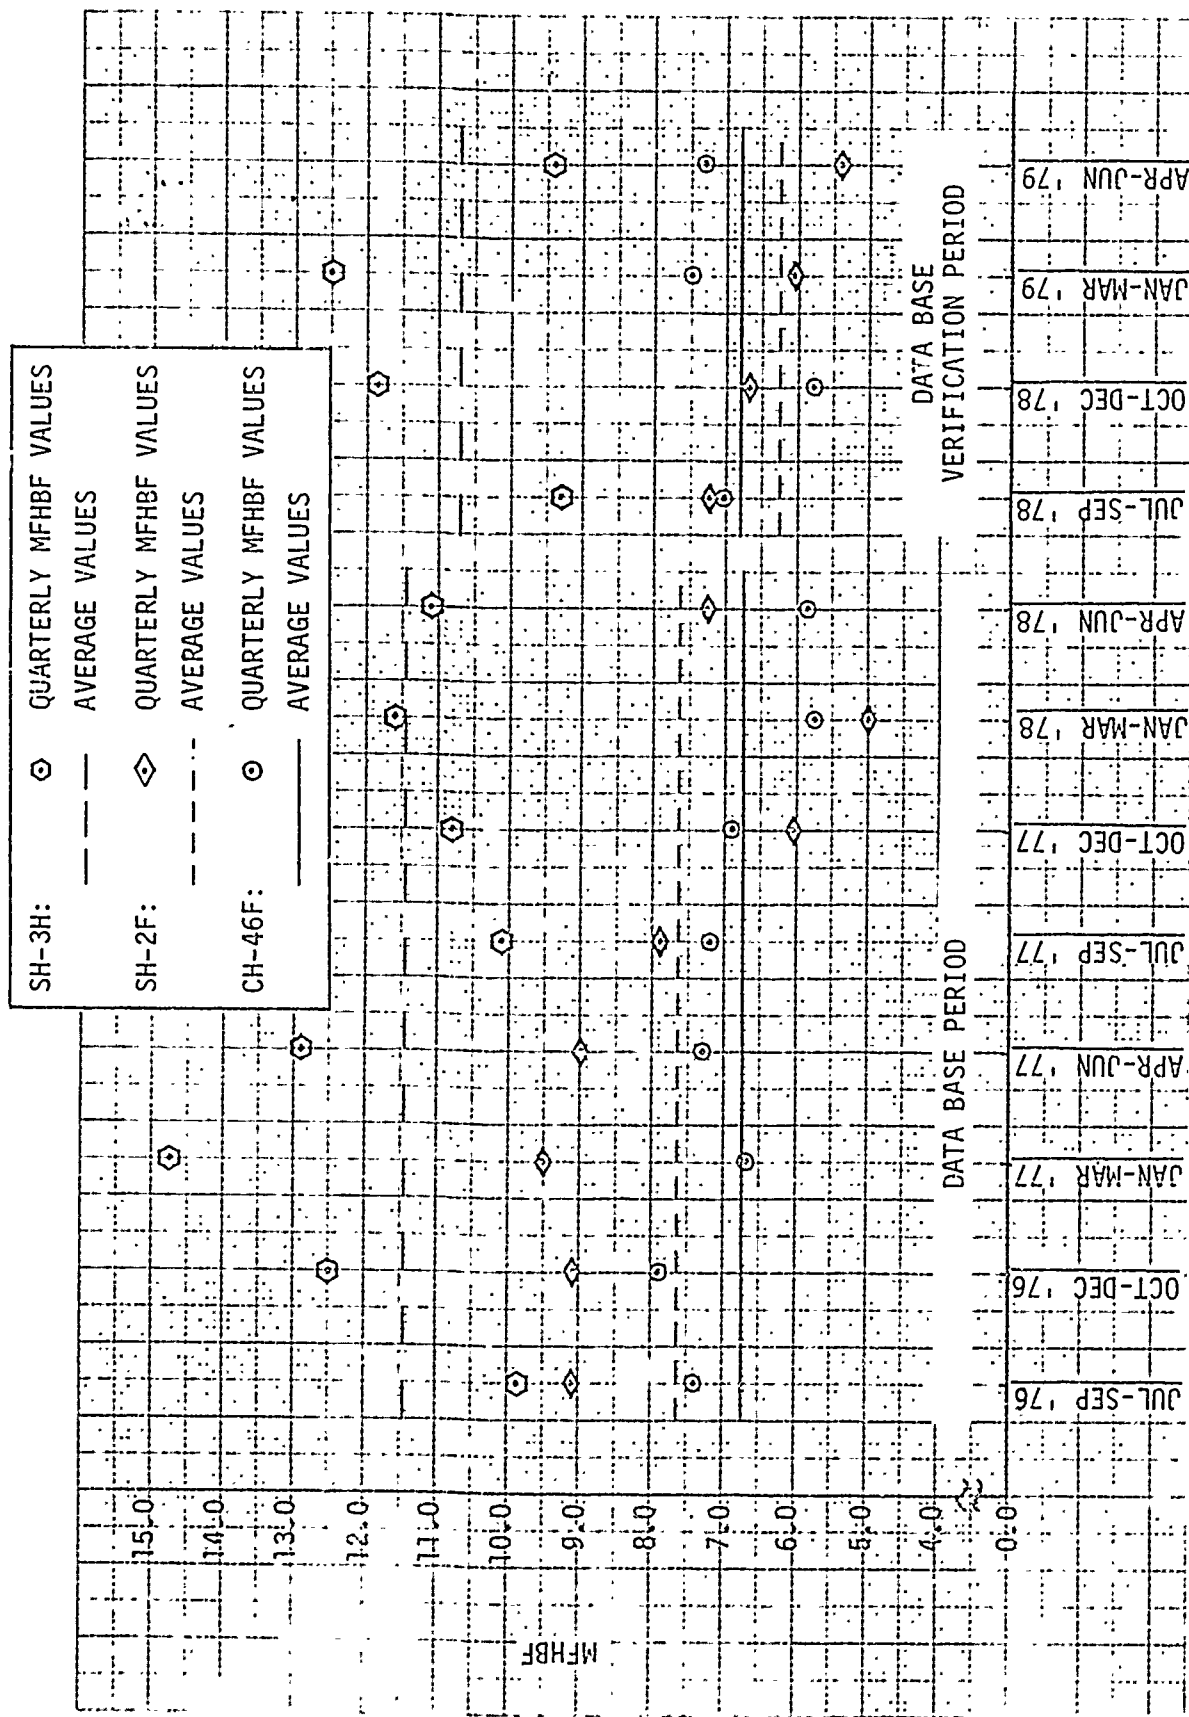 SH-3H: QUARTERLY MFHBF VALUES
AVERAGE VALUES
SH-2F: QUARTERLY MFHBF VALUES
AVERAGE VALUES
CH-46F: QUARTERLY MFHBF VALUES
AVERAGE VALUES
MFHBF
15.0
14.0
13.0
12.0
11.0
10.0
9.0
8.0
7.0
6.0
5.0
4.0
0.0
DATA BASE PERIOD
DATA BASE
VERIFICATION PERIOD
JUL-SEP '76
OCT-DEC '76
JAN-MAR '77
APR-JUN '77
JUL-SEP '77
OCT-DEC '77
JAN-MAR '78
APR-JUN '78
JUL-SEP '78
OCT-DEC '78
JAN-MAR '79
APR-JUN '79